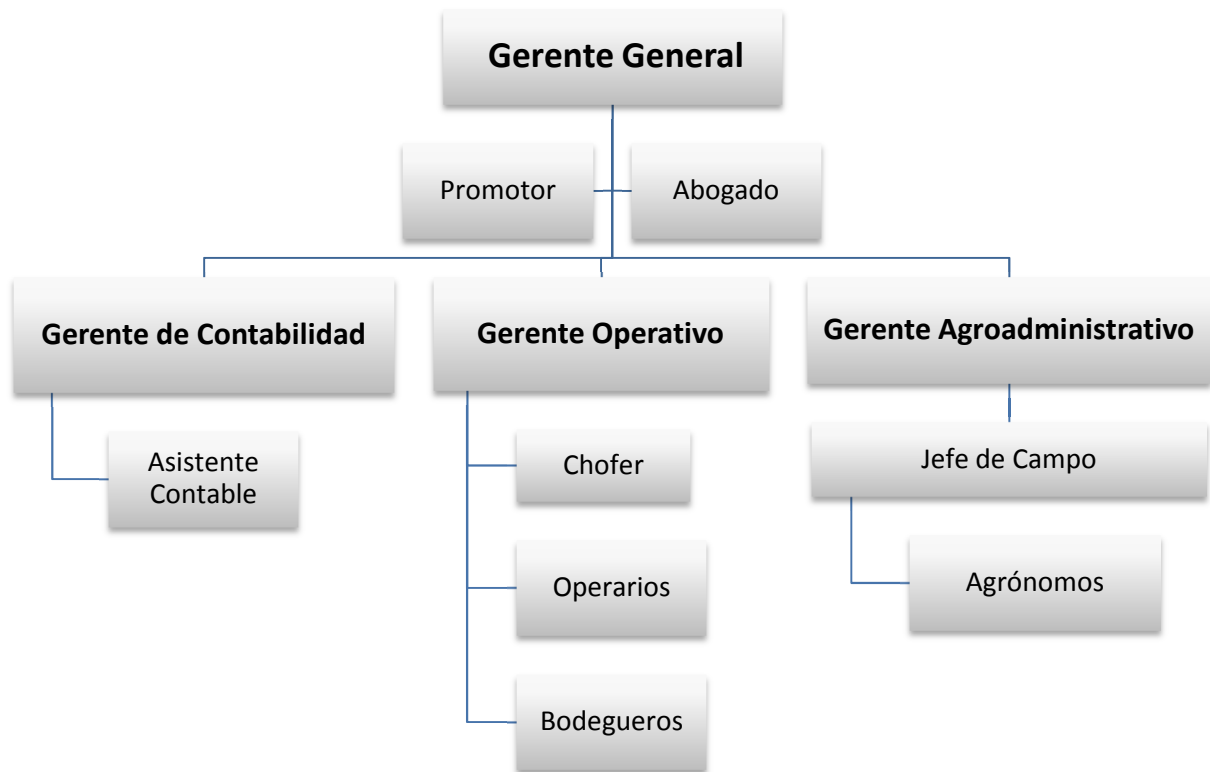 Gerente General
Promotor
Abogado
Gerente de Contabilidad
Gerente Operativo
Gerente Agroadministrativo
Asistente
Contable
Chofer
Operarios
Bodegueros
Jefe de Campo
Agrónomos